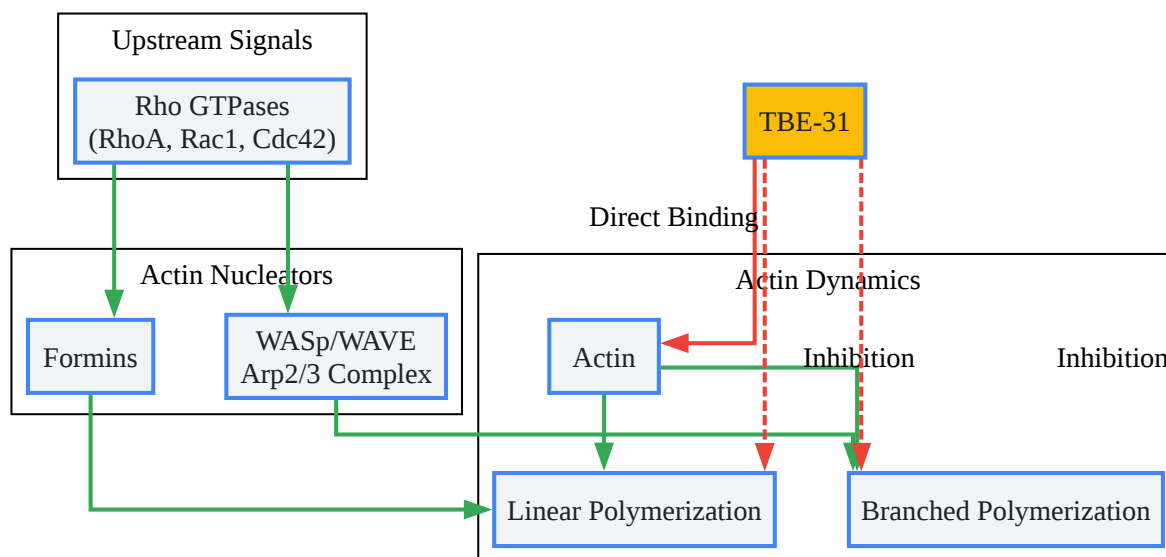 Upstream Signals
Rho GTPases
(RhoA, Rac1, Cdc42)
TBE-31
Direct Binding
Actin Nucleators
Actin Dynamics
Formins
WASp/WAVE
Arp2/3 Complex
Actin
Inhibition
Inhibition
Linear Polymerization
Branched Polymerization